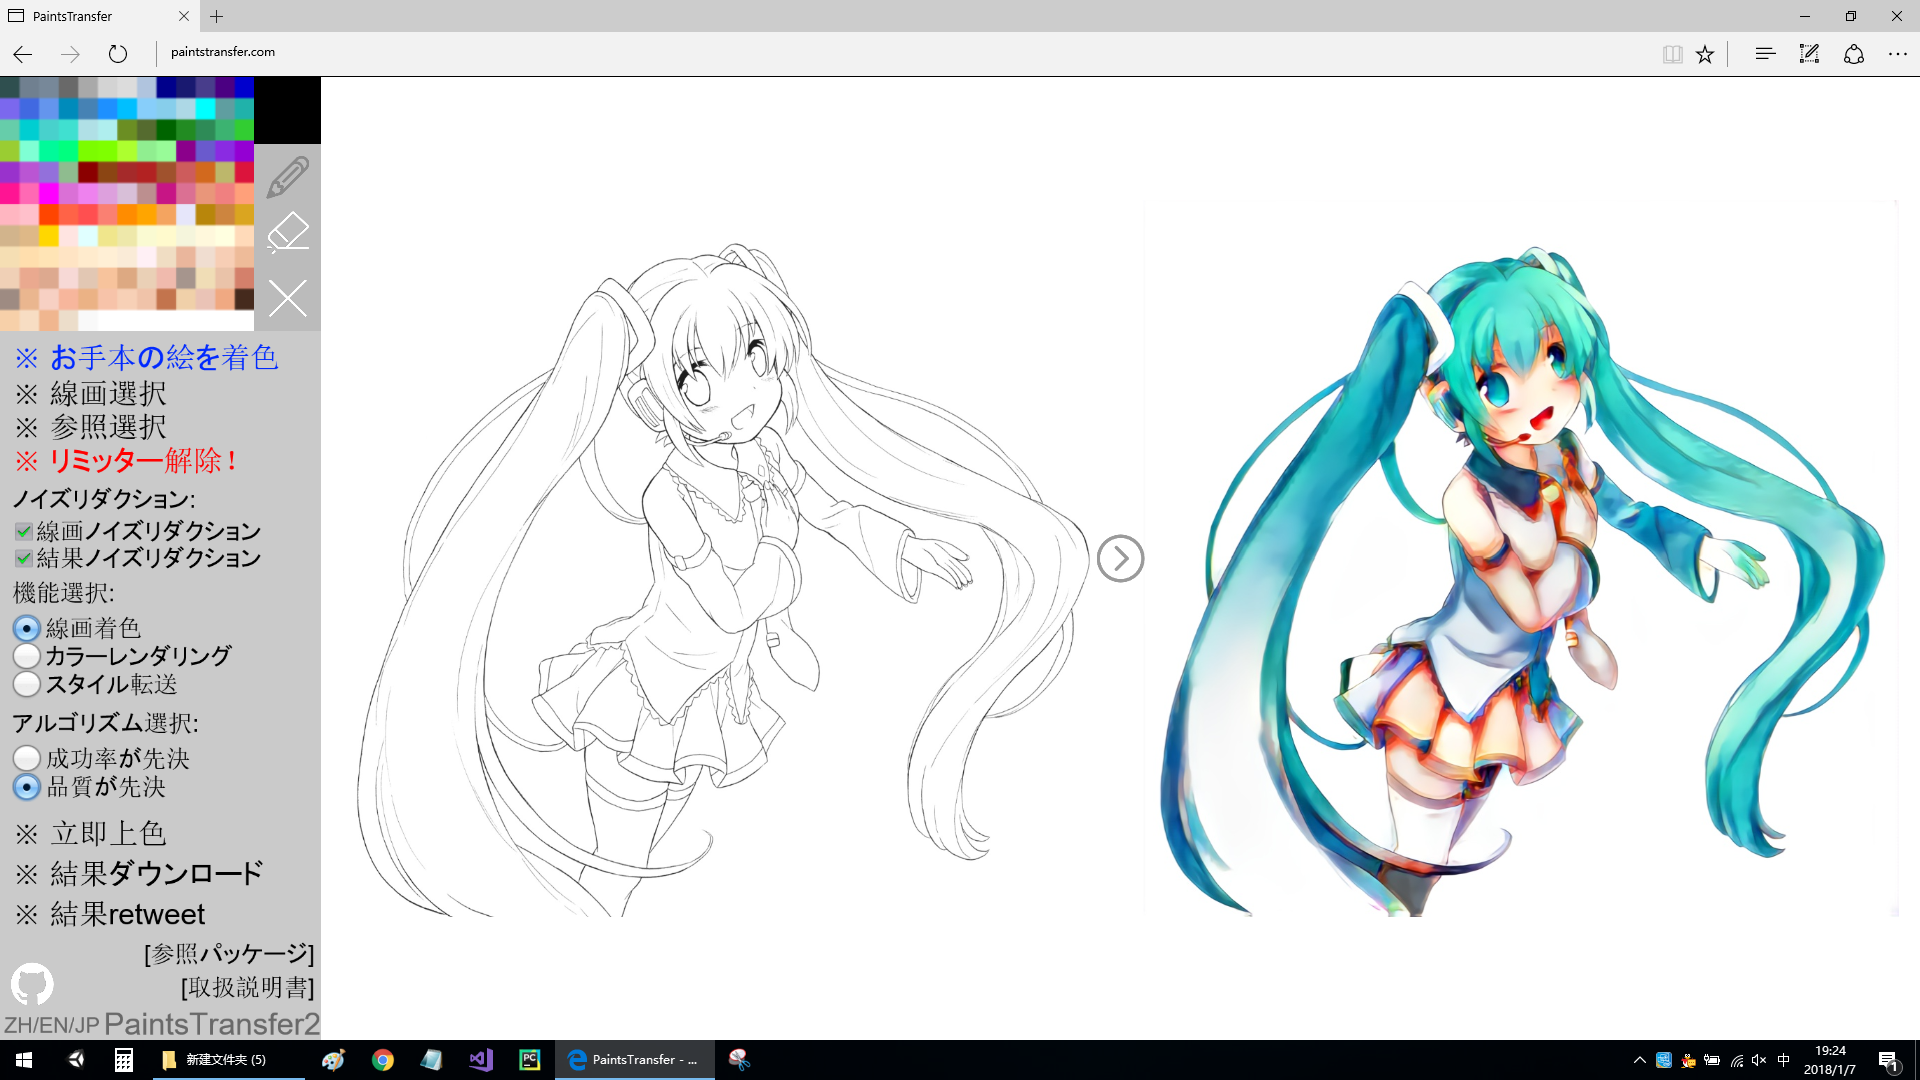 PaintsTransfer
paintstransfer.com
※ お手本の絵を着色
※ 線画選択
※ 参照選択
※ リミッター解除！
ノイズリダクション:
線画ノイズリダクション
結果ノイズリダクション
機能選択:
線画着色
カラーレンダリング
スタイル転送
アルゴリズム選択:
成功率が先決
品質が先決
※ 立即上色
※ 結果ダウンロード
※ 結果retweet
[参照パッケージ]
[取扱説明書]
ZH/EN/JP PaintsTransfer2
新建文件夹 (5)
PC
PaintsTransfer - ...
中
19:24
2018/1/7
1